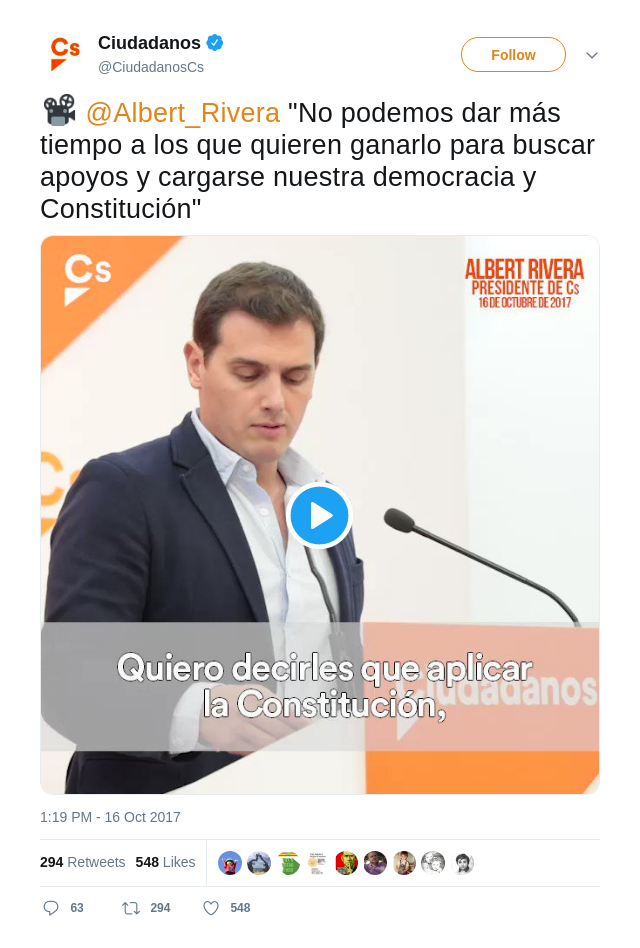 Ciudadanos
@CiudadanosCs
Follow
@Albert_Rivera "No podemos dar más
tiempo a los que quieren ganarlo para buscar
apoyos y cargarse nuestra democracia y
Constitución"
Cs
ALBERT RIVERA
PRESIDENTE DE Cs
16 DE OCTUBRE DE 2017
Cs
Quiero decirles que aplicar
la Constitución,
Ciudadanos
1:19 PM - 16 Oct 2017
294 Retweets 548 Likes
63 294 548